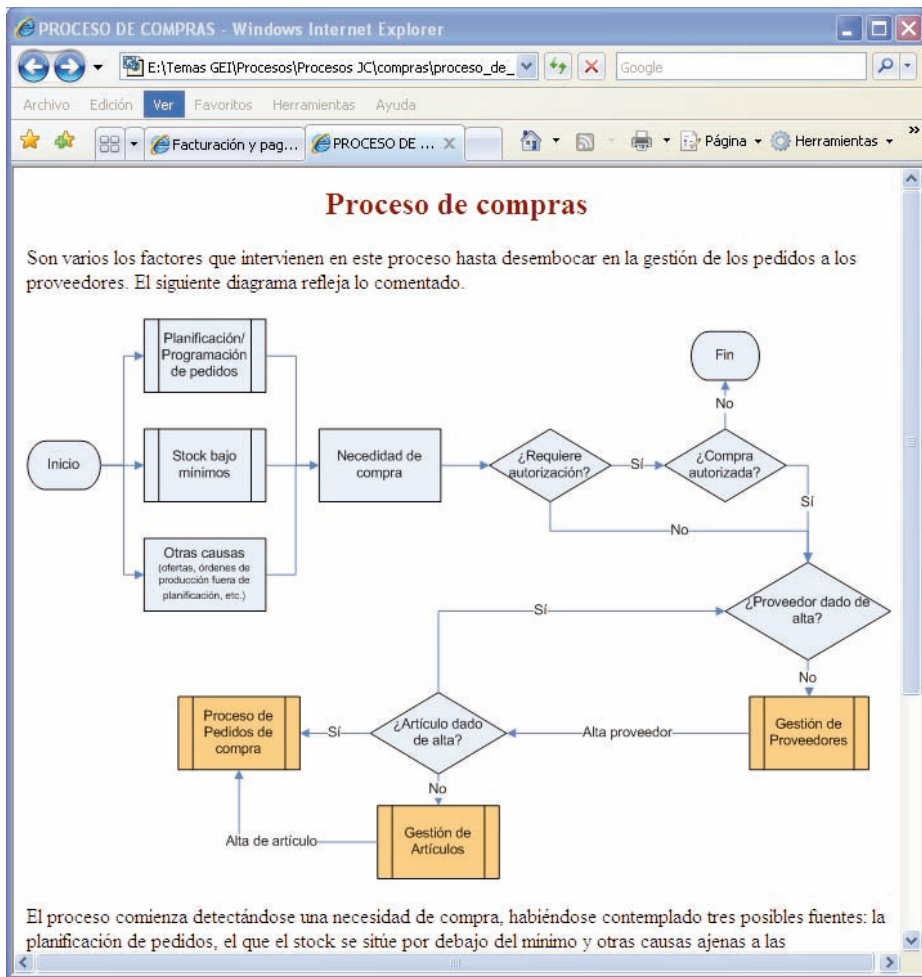 PROCESO DE COMPRAS - Windows Internet Explorer
E:\Temas GEI\Procesos\Procesos JC\compras\proceso_de_
Google
Archivo Edición Ver Favoritos Herramientas Ayuda
Facturación y pag... PROCESO DE ... X Página Herramientas »
Proceso de compras
Son varios los factores que intervienen en este proceso hasta desembocar en la gestión de los pedidos a los
proveedores. El siguiente diagrama refleja lo comentado.
Planificación/
Programación
de pedidos
Fin
No
Inicio
Stock bajo
mínimos
Necedidad de
compra
¿Requiere
autorización?
Sí
¿Compra
autorizada?
Sí
No
Otras causas
(ofertas, órdenes de
producción fuera de
planificación, etc.)
Sí
¿Proveedor dado de
alta?
No
Proceso de
Pedidos de
compra
Sí
¿Artículo dado
de alta?
Alta proveedor
Gestión de
Proveedores
No
Alta de artículo
Gestión de
Artículos
El proceso comienza detectándose una necesidad de compra, habiéndose contemplado tres posibles fuentes: la
planificación de pedidos, el que el stock se sitúe por debajo del mínimo y otras causas ajenas a las